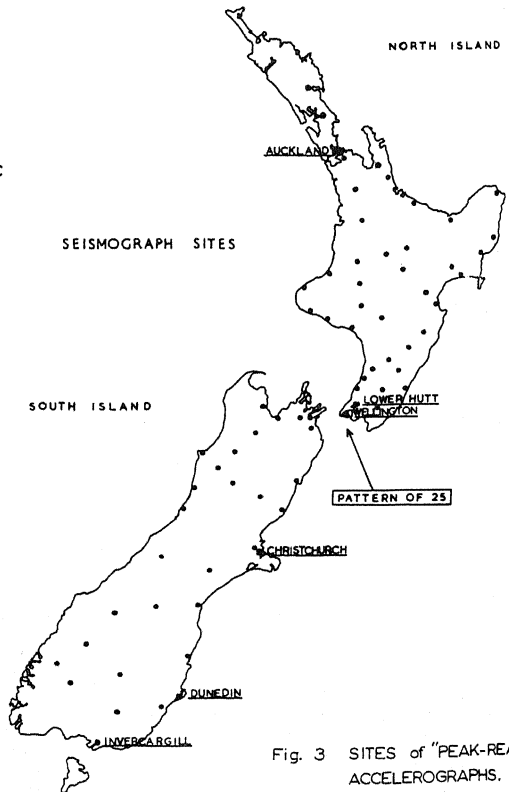 NORTH ISLAND
AUCKLAND
SEISMOGRAPH SITES
LOWER HUTT
WELLINGTON
SOUTH ISLAND
PATTERN OF 25
CHRISTCHURCH
DUNEDIN
INVERCARGILL
Fig. 3 SITES of "PEAK-REA
ACCELEROGRAPHS.